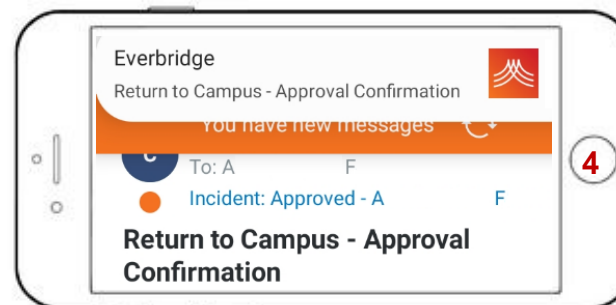 Everbridge
Return to Campus - Approval Confirmation
You have new messages
To: A F
Incident: Approved - A F
Return to Campus - Approval
Confirmation
4